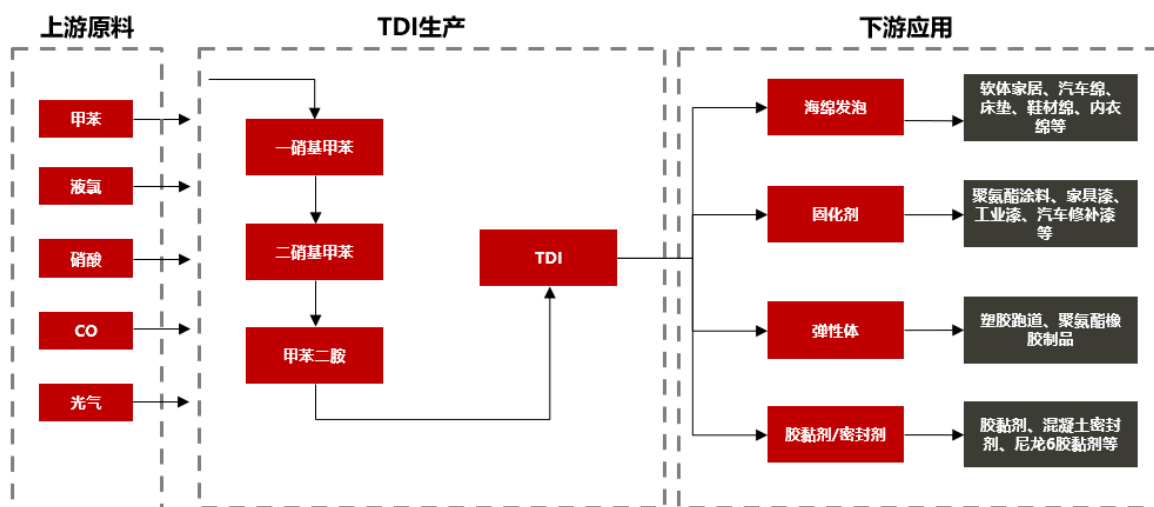 上游原料
TDI生产
下游应用
甲苯
液氯
硝酸
CO
光气
一硝基甲苯
二硝基甲苯
甲苯二胺
TDI
海绵发泡
软体家居、汽车绵、
床垫、鞋材绵、内衣
绵等
固化剂
聚氨酯涂料、家具漆、
工业漆、汽车修补漆
等
弹性体
塑胶跑道、聚氨酯橡
胶制品
胶黏剂/密封剂
胶黏剂、混凝土密封
剂、尼龙6胶黏剂等